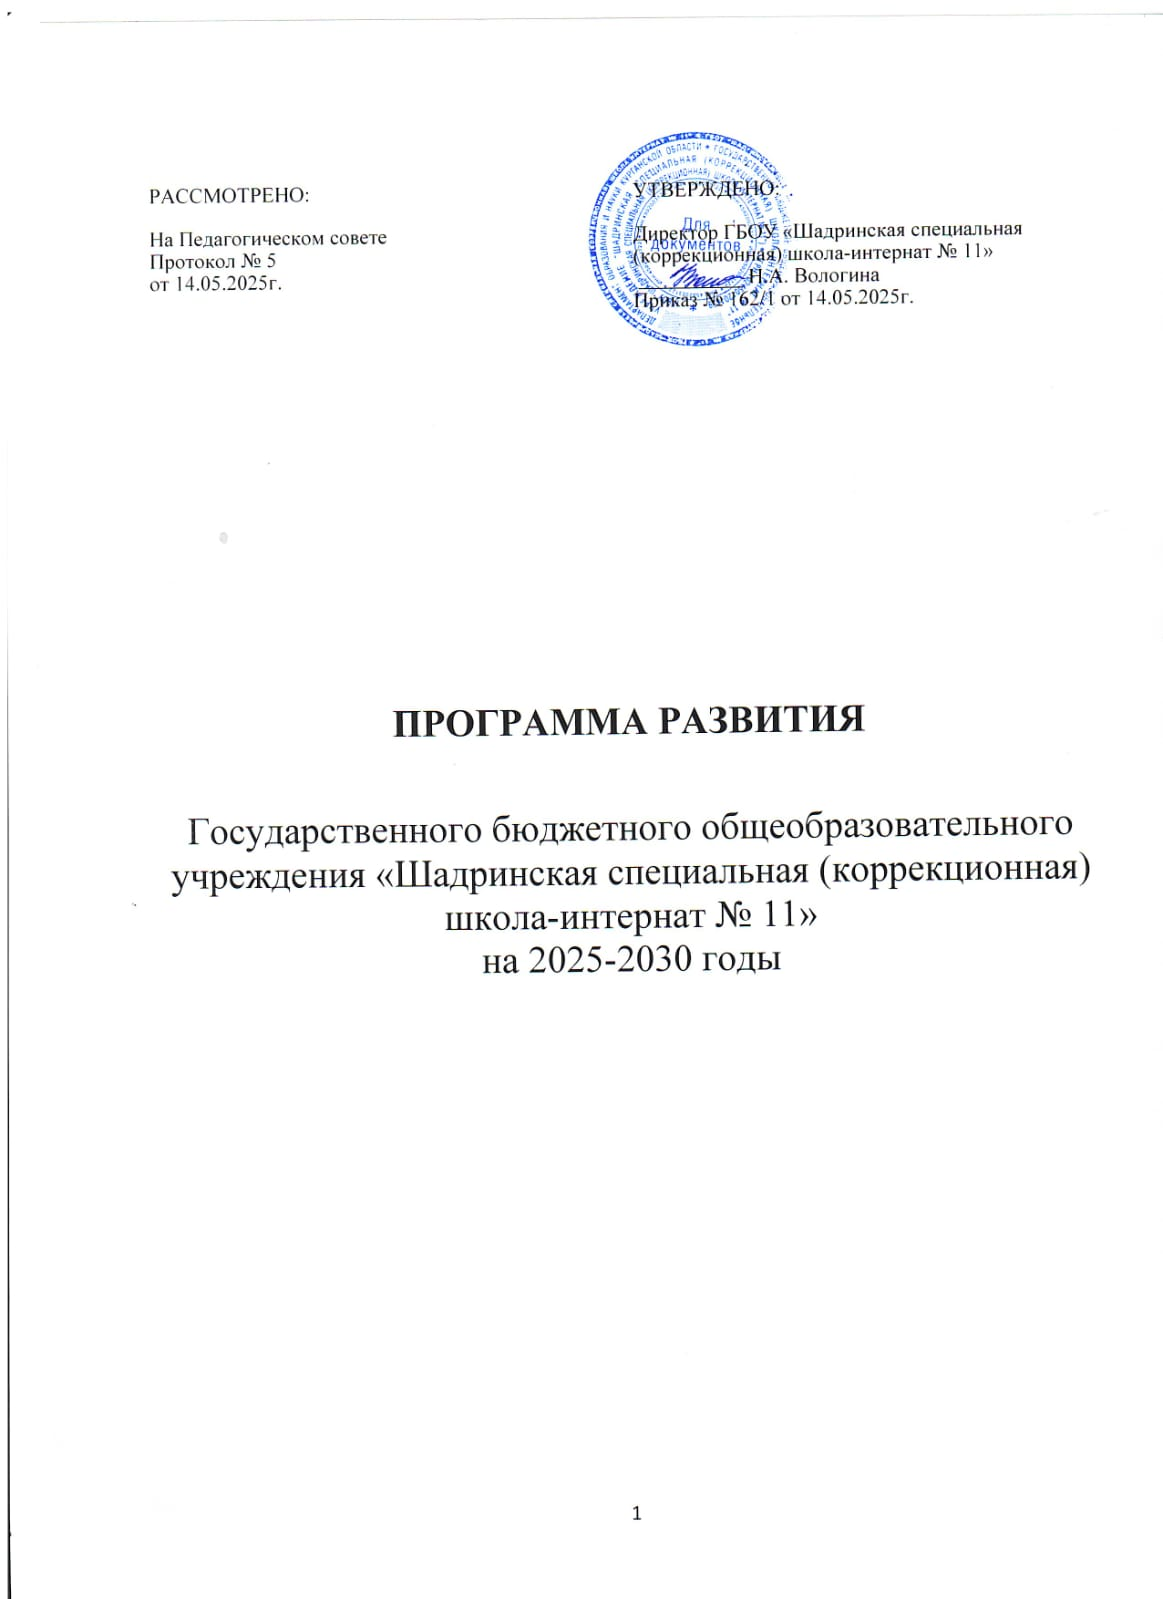 РАССМОТРЕНО:
На Педагогическом совете
Протокол № 5
от 14.05.2025г.
УТВЕРЖДЕНО:
Директор ГБОУ «Шадринская специальная
(коррекционная) школа-интернат № 11»
Н.А. Вологина
Приказ № 162/1 от 14.05.2025г.
Для
документов
ПРОГРАММА РАЗВИТИЯ
Государственного бюджетного общеобразовательного
учреждения «Шадринская специальная (коррекционная)
школа-интернат № 11»
на 2025-2030 годы
1